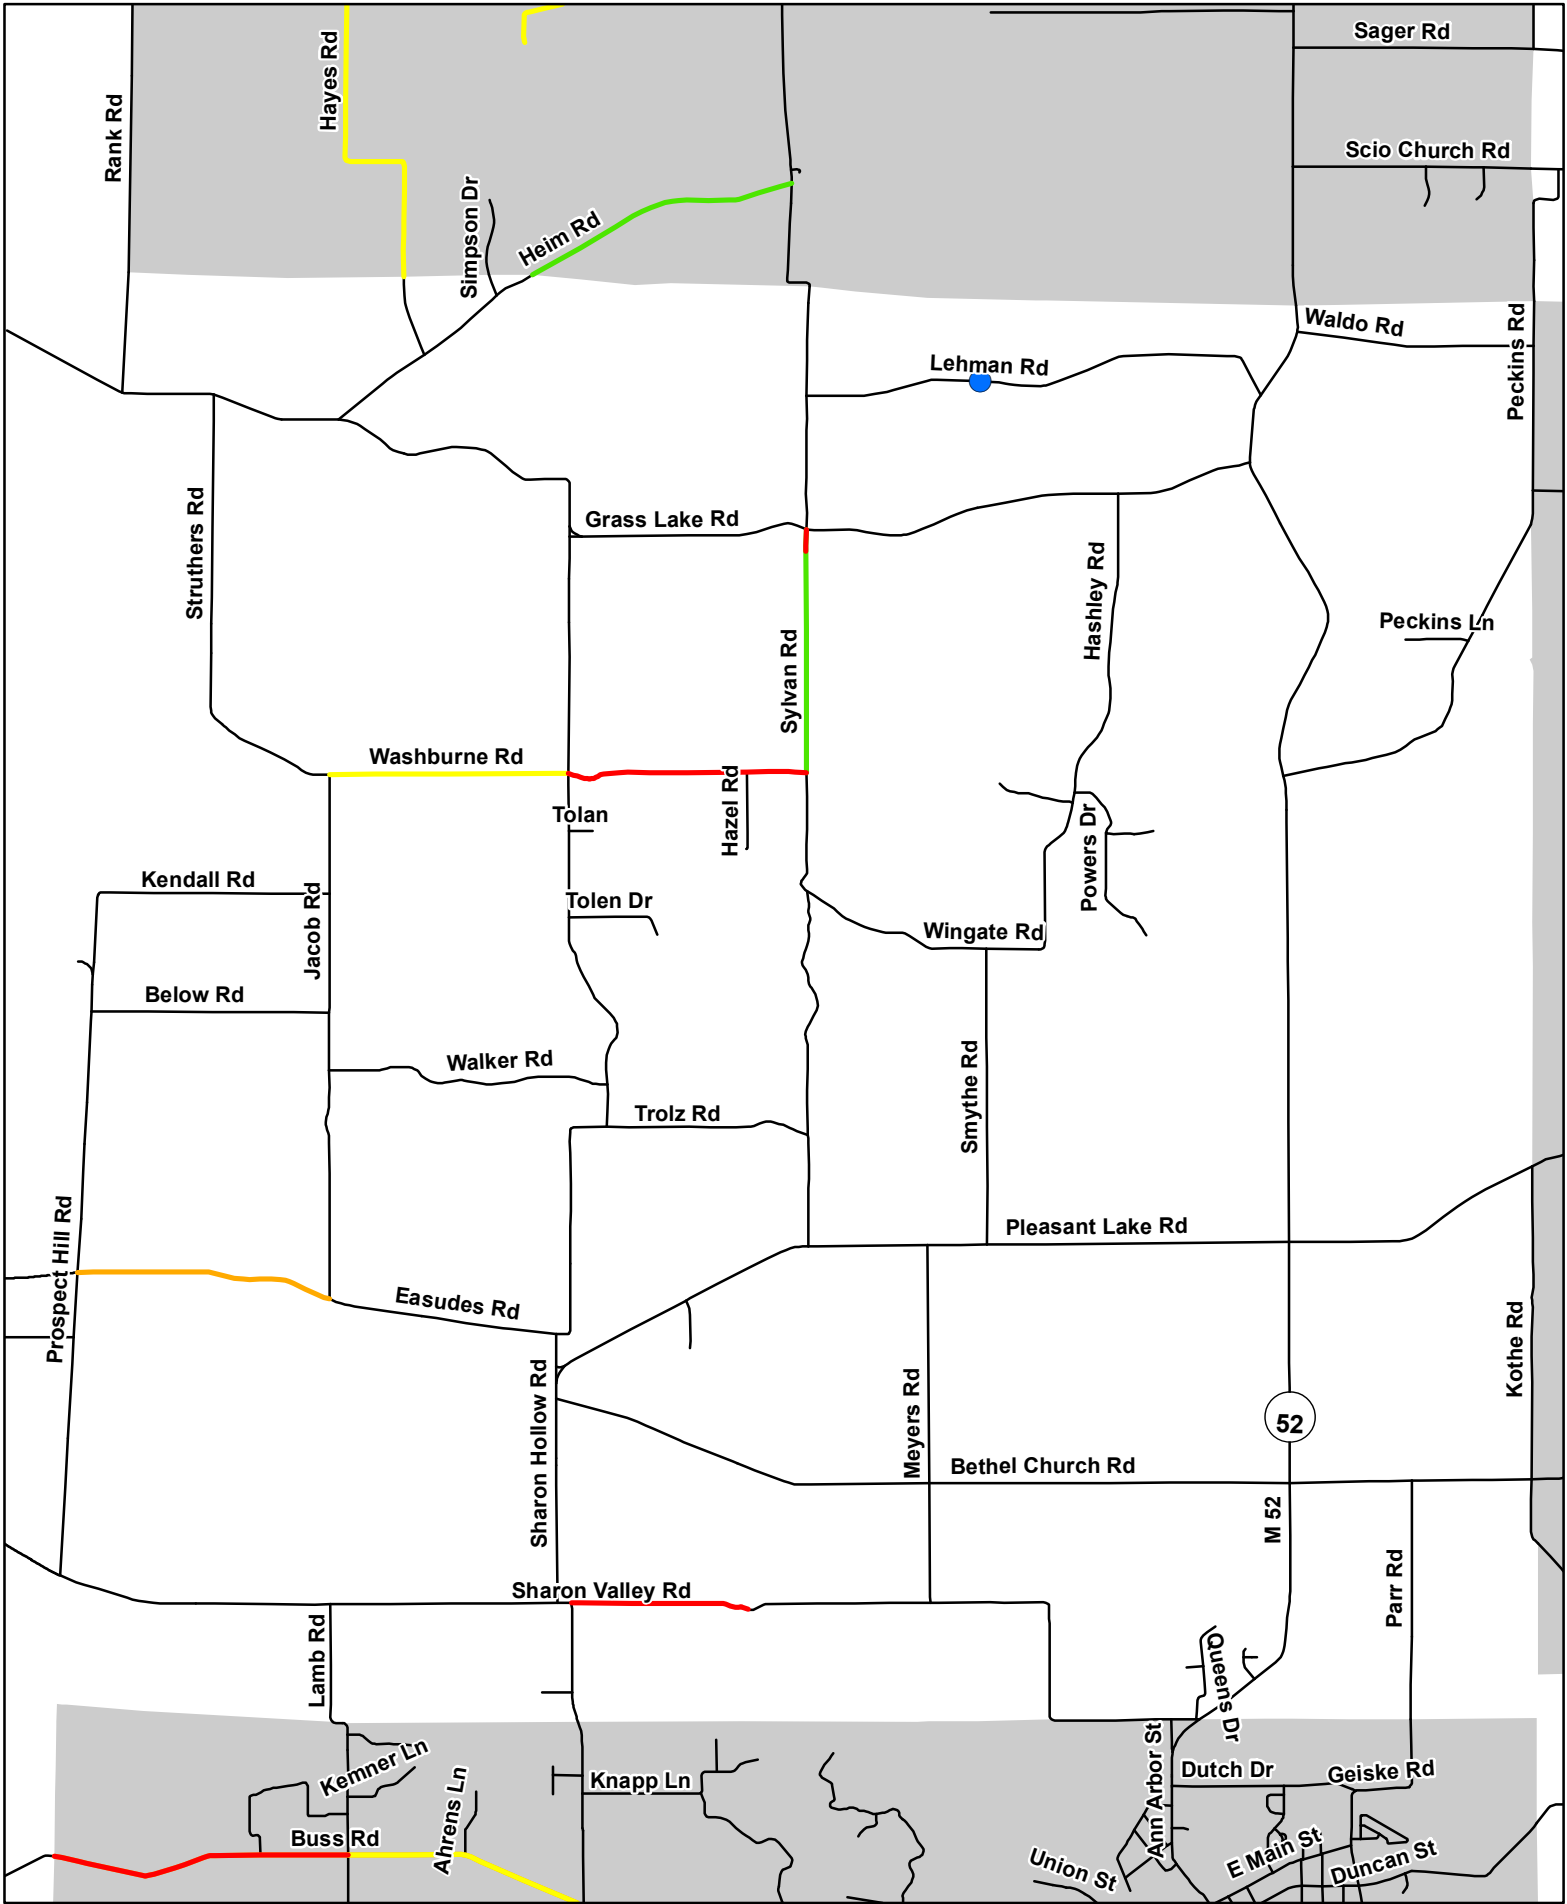 Sager Rd
Hayes Rd
Rank Rd
Scio Church Rd
Simpson Dr
Heim Rd
Waldo Rd
Peckins Rd
Lehman Rd
Struthers Rd
Grass Lake Rd
Hashley Rd
Peckins Ln
Sylvan Rd
Washburne Rd
Hazel Rd
Tolan
Powers Dr
Kendall Rd
Jacob Rd
Tolen Dr
Wingate Rd
Below Rd
Walker Rd
Smythe Rd
Trolz Rd
Prospect Hill Rd
Pleasant Lake Rd
Easudes Rd
Kothe Rd
Sharon Hollow Rd
Meyers Rd
52
Bethel Church Rd
M 52
Parr Rd
Sharon Valley Rd
Lamb Rd
Queens Dr
Ann Arbor St
Kemner Ln
Knapp Ln
Dutch Dr
Geiske Rd
Ahrens Ln
Buss Rd
E Main St
Union St
Duncan St